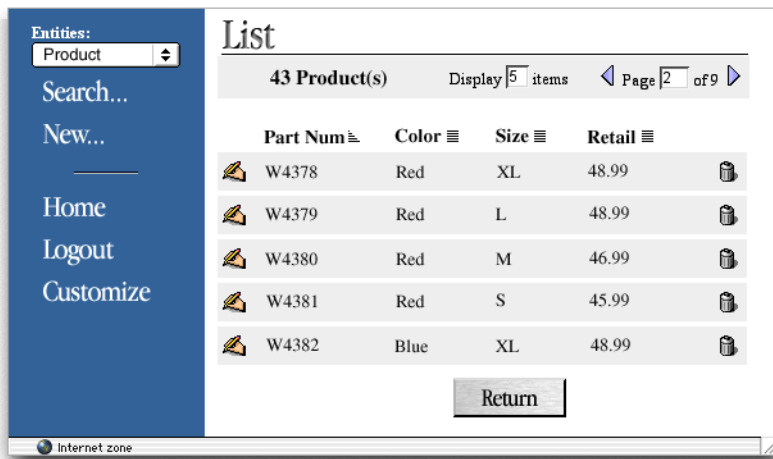 Entities:
Product
Search...
New...
Home
Logout
Customize
List
43 Product(s) Display 5 items Page 2 of 9
Part Num Color Size Retail
W4378 Red XL 48.99
W4379 Red L 48.99
W4380 Red M 46.99
W4381 Red S 45.99
W4382 Blue XL 48.99
Return
Internet zone